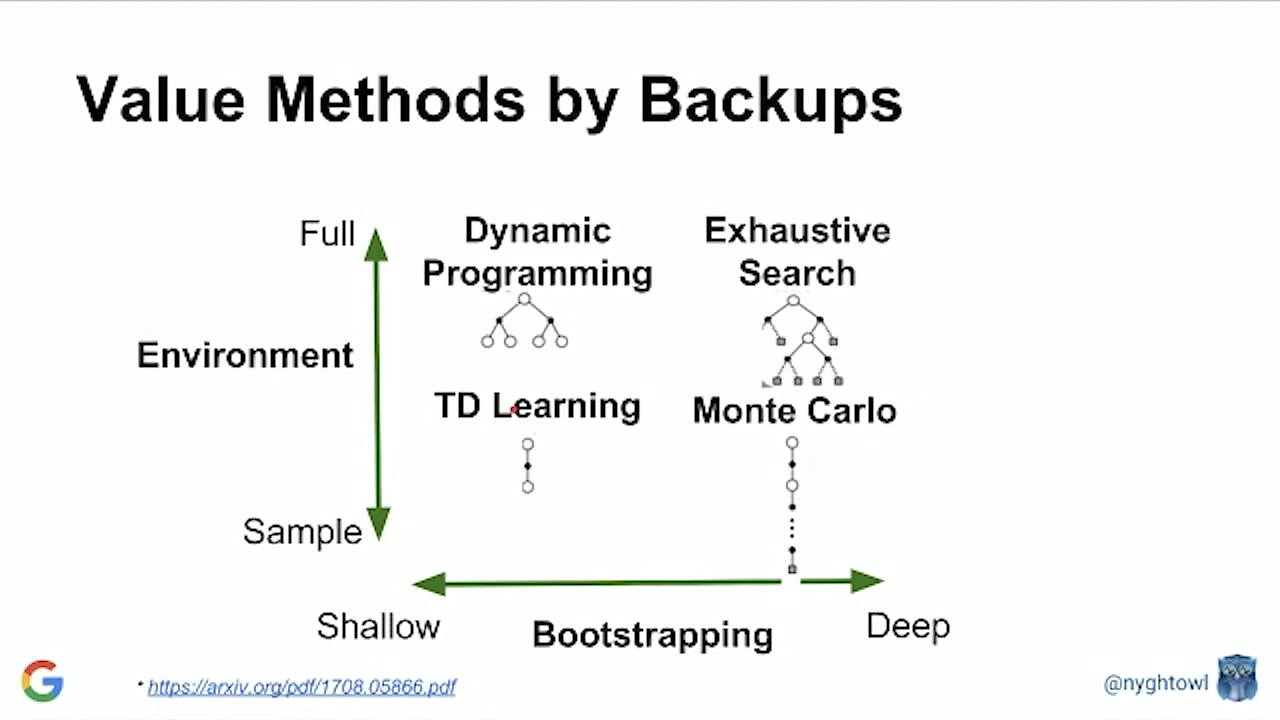 Value Methods by Backups
Full
Dynamic
Programming
Exhaustive
Search
Environment
TD Learning
Monte Carlo
Sample
Shallow
Bootstrapping
Deep
* https://arxiv.org/pdf/1708.05866.pdf
@nyghtowl